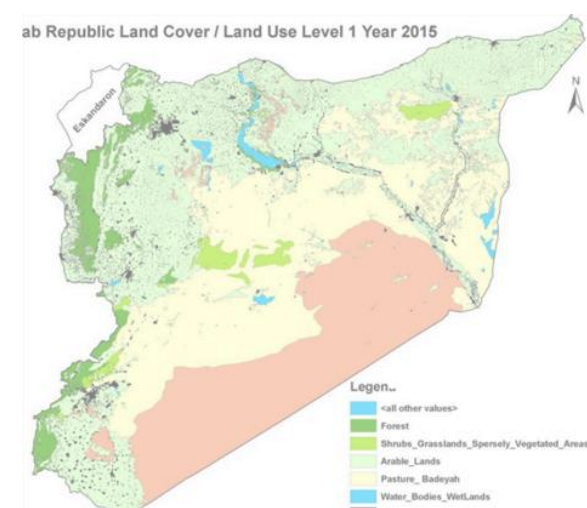 ab Republic Land Cover / Land Use Level 1 Year 2015
Eskandaron
N
Legen
<all other values>
Forest
Shrubs_Grasslands_Spersely_Vegetated_Areas
Arable_Lands
Pasture_ Badeyah
Water_Bodies_WetLands